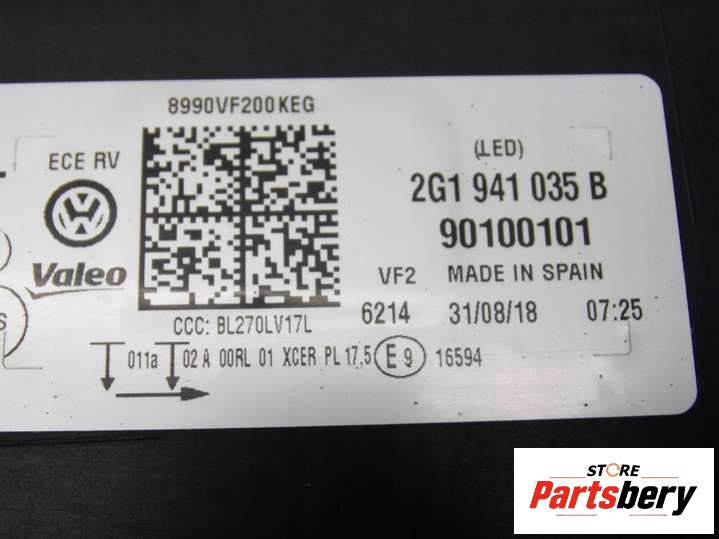 8990VF200KEG
ECE RV
(LED)
2G1 941 035 B
90100101
Valeo
VF2 MADE IN SPAIN
CCC: BL270LV17L
6214 31/08/18 07:25
011a 02A 00RL 01 XCER PL 17,5 E 9 16594
S
STORE
Partsbery